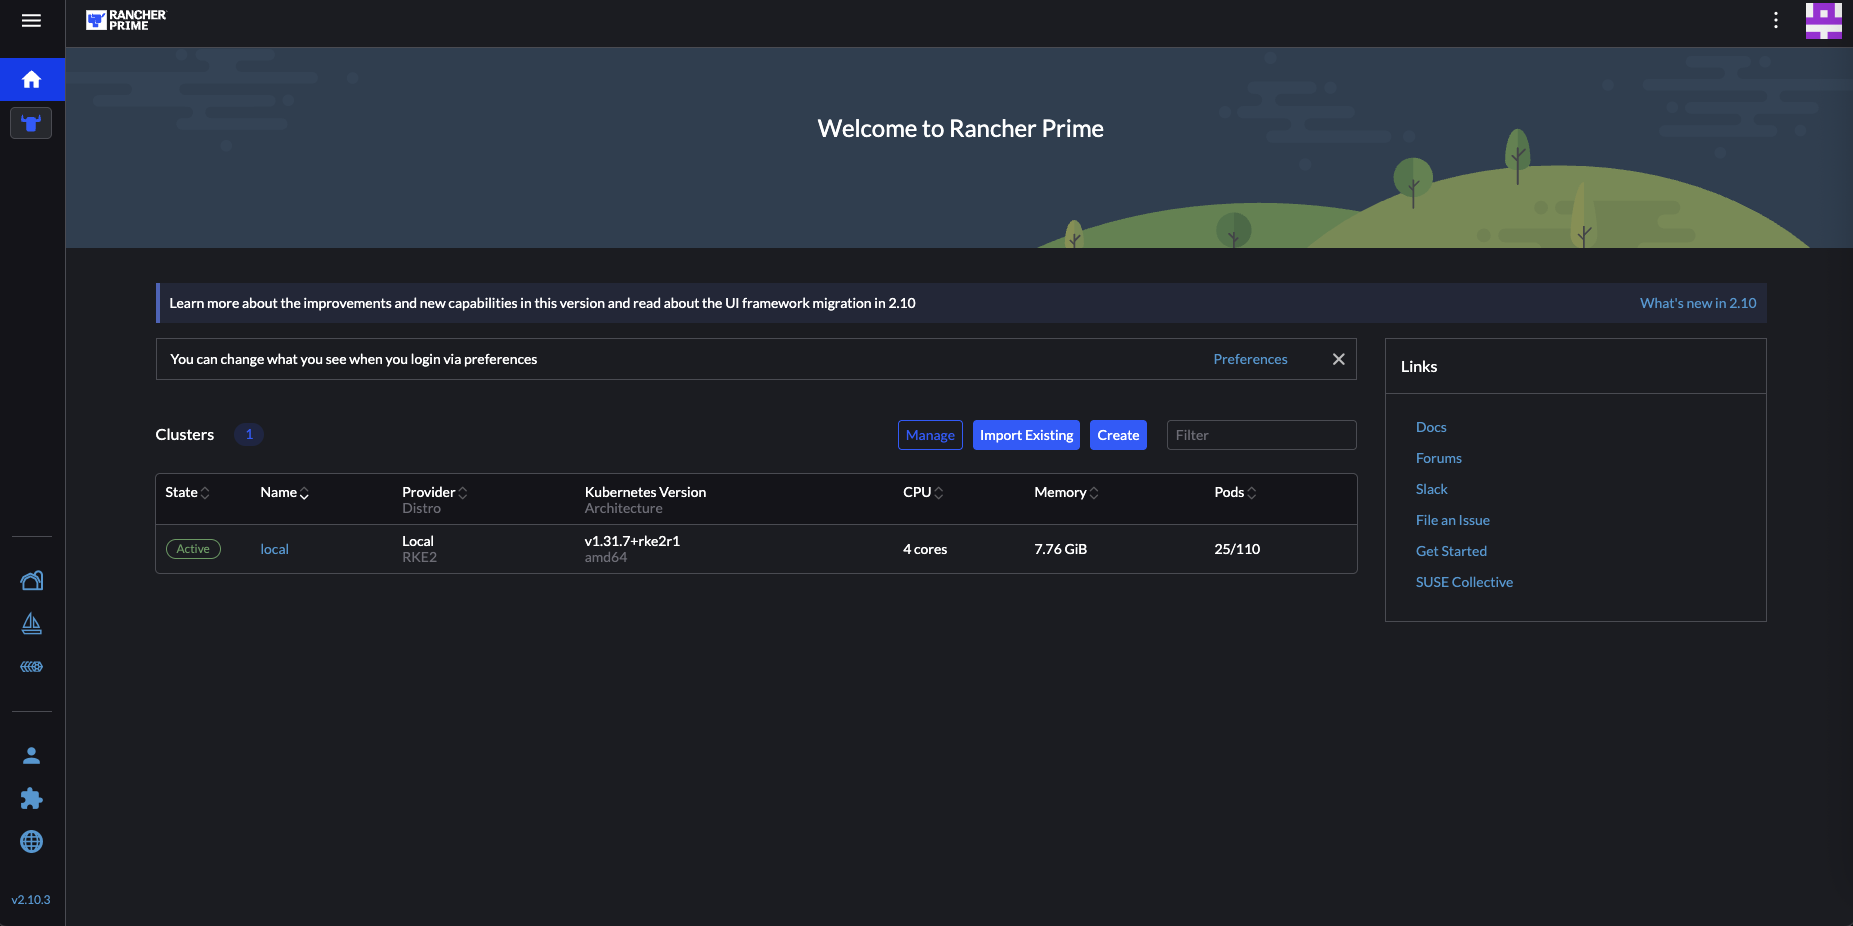 RANCHER
PRIME
Welcome to Rancher Prime
Learn more about the improvements and new capabilities in this version and read about the UI framework migration in 2.10 What's new in 2.10
You can change what you see when you login via preferences Preferences
Links
Docs
Forums
Slack
File an Issue
Get Started
SUSE Collective
Clusters 1 Manage Import Existing Create Filter
State Name Provider Kubernetes Version CPU Memory Pods
Distro Architecture
Active local Local v1.31.7+rke2r1 4 cores 7.76 GiB 25/110
RKE2 amd64
v2.10.3